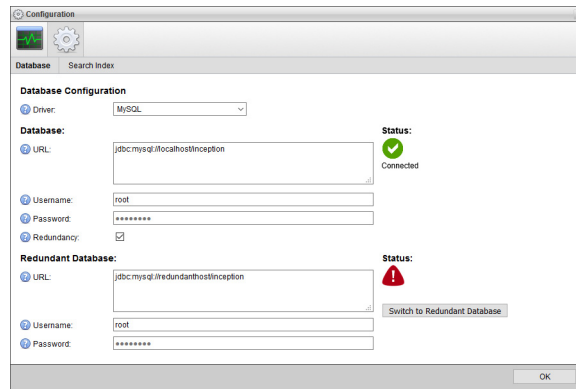 Configuration
Database Search Index
Database Configuration
Driver: MySQL
Database: Status:
URL: jdbc:mysql://localhost/inception
Connected
Username: root
Password: ●●●●●●●●
Redundancy:
Redundant Database: Status:
URL: jdbc:mysql://redundanthost/inception
Switch to Redundant Database
Username: root
Password: ●●●●●●●●
OK